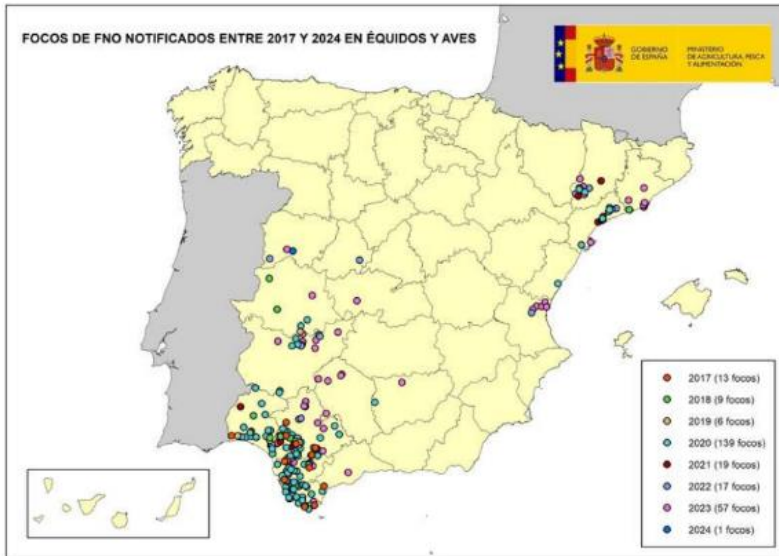 FOCOS DE FNO NOTIFICADOS ENTRE 2017 Y 2024 EN ÉQUIDOS Y AVES
GOBIERNO
DE ESPAÑA
MINISTERIO
DE AGRICULTURA, PESCA
Y ALIMENTACIÓN
2017 (13 focos)
2018 (9 focos)
2019 (6 focos)
2020 (139 focos)
2021 (19 focos)
2022 (17 focos)
2023 (57 focos)
2024 (1 focos)